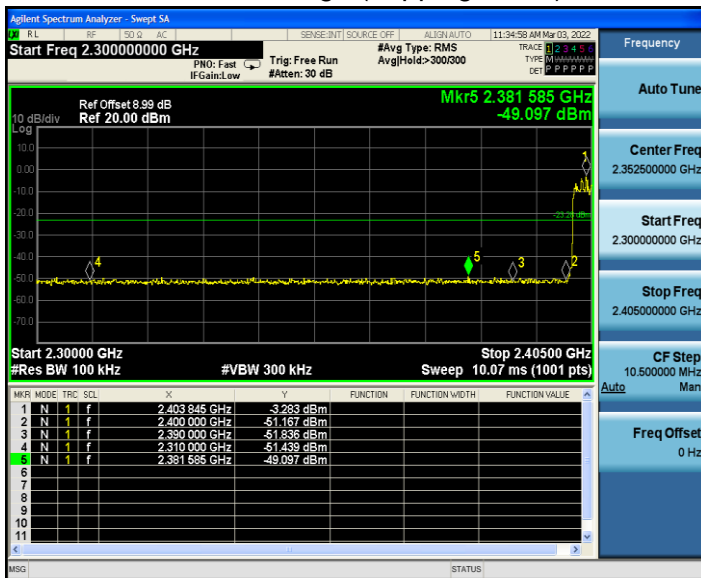 Agilent Spectrum Analyzer - Swept SA
RL RF 50 Ω AC SENSE:INT SOURCE OFF ALIGN AUTO 11:34:58 AM Mar 03, 2022
Start Freq 2.300000000 GHz
PNO: Fast
IFGain:Low
Trig: Free Run
#Atten: 30 dB
#Avg Type: RMS
Avg|Hold:>300/300
TRACE 1 2 3 4 5 6
TYPE M
DET P P P P P P
Mkr5 2.381 585 GHz
-49.097 dBm
Ref Offset 8.99 dB
Ref 20.00 dBm
10 dB/div
Log
10.0
0.00
-10.0
-20.0
-30.0
-40.0
-50.0
-60.0
-70.0
1
4
5
3
2
Start 2.30000 GHz Stop 2.40500 GHz
#Res BW 100 kHz #VBW 300 kHz Sweep 10.07 ms (1001 pts)
MKR MODE TRC SCL X Y FUNCTION FUNCTION WIDTH FUNCTION VALUE
1 N 1 f 2.403 845 GHz -3.283 dBm
2 N 1 f 2.400 000 GHz -51.167 dBm
3 N 1 f 2.390 000 GHz -51.836 dBm
4 N 1 f 2.310 000 GHz -51.439 dBm
5 N 1 f 2.381 585 GHz -49.097 dBm
6
7
8
9
10
11
MSG STATUS
Frequency
Auto Tune
Center Freq
2.352500000 GHz
Start Freq
2.300000000 GHz
Stop Freq
2.405000000 GHz
CF Step
10.500000 MHz
Auto Man
Freq Offset
0 Hz